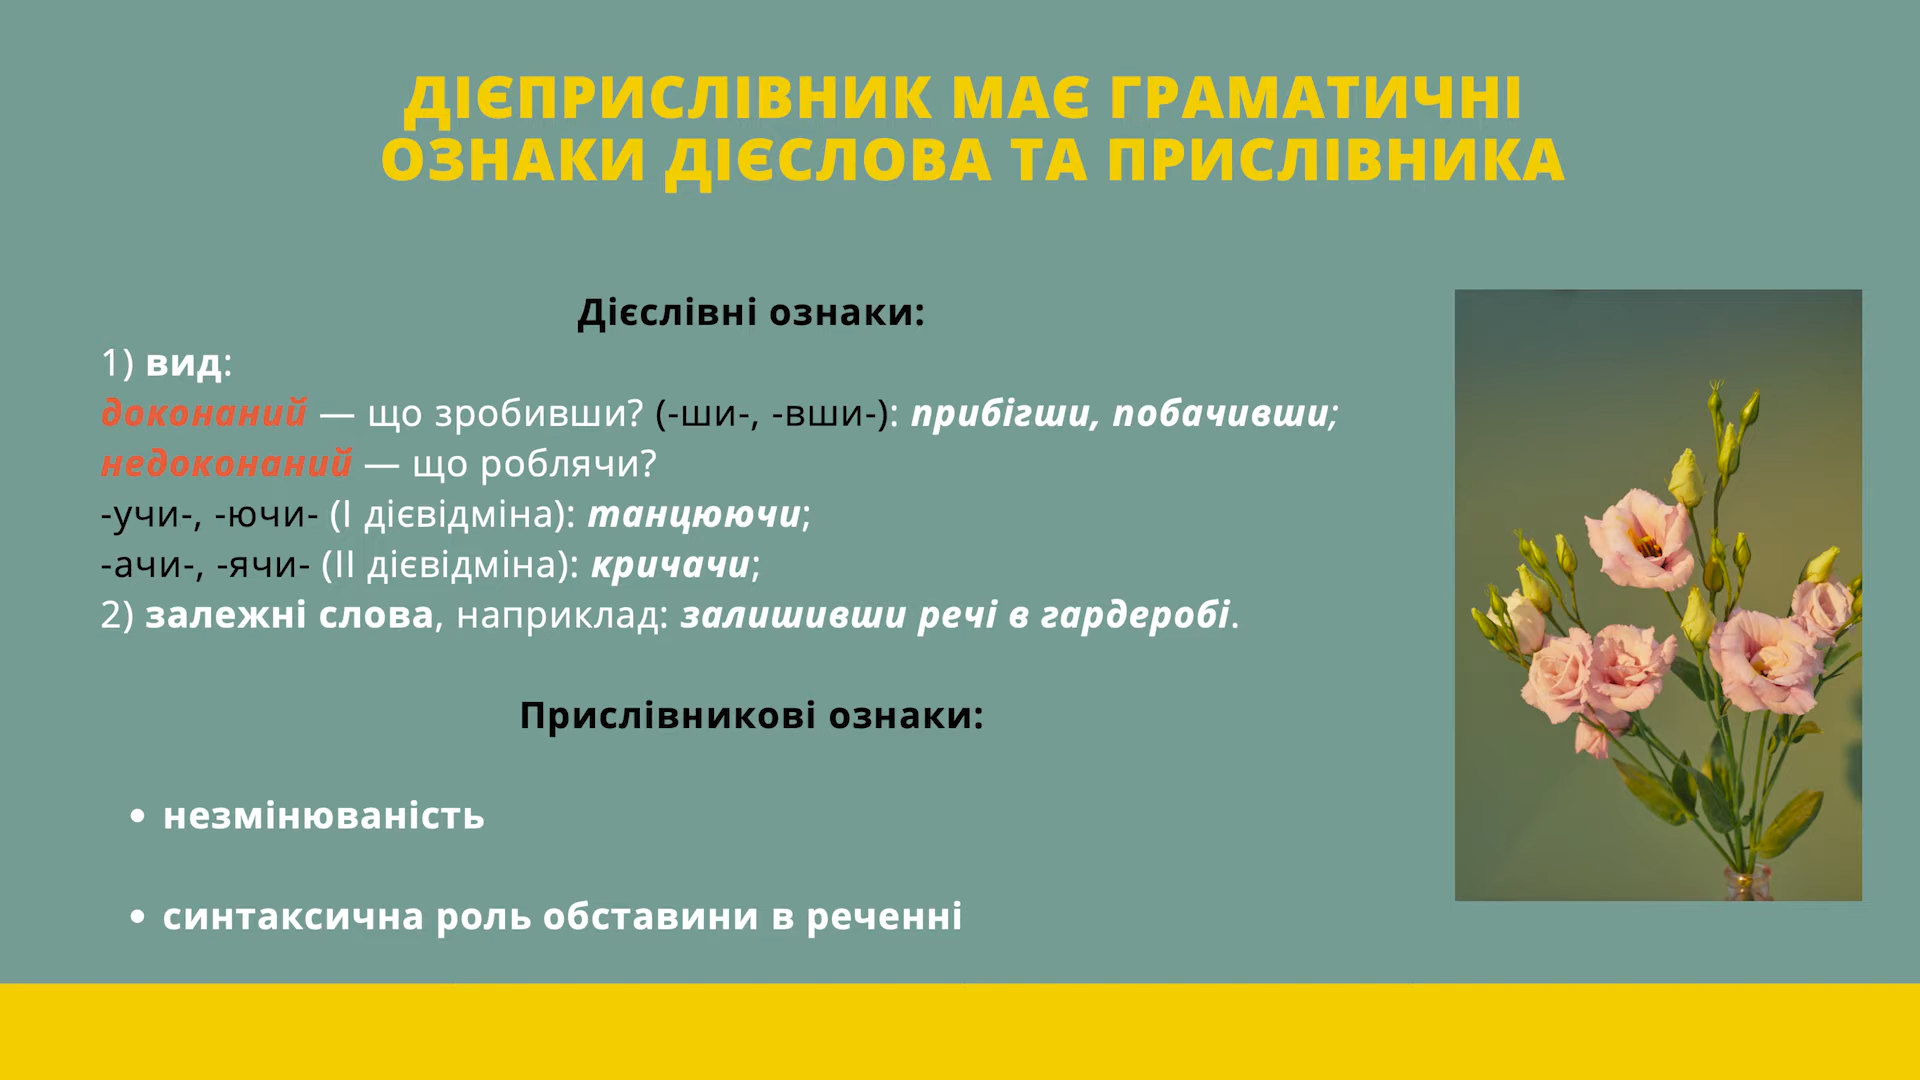 ДІЄПРИСЛІВНИК МАЄ ГРАМАТИЧНІ
ОЗНАКИ ДІЄСЛОВА ТА ПРИСЛІВНИКА
Дієслівні ознаки:
1) вид:
доконаний — що зробивши? (-ши-, -вши-): прибігши, побачивши;
недоконаний — що роблячи?
-учи-, -ючи- (І дієвідміна): танцюючи;
-ачи-, -ячи- (ІІ дієвідміна): кричачи;
2) залежні слова, наприклад: залишивши речі в гардеробі.
Прислівникові ознаки:
• незмінюваність
• синтаксична роль обставини в реченні